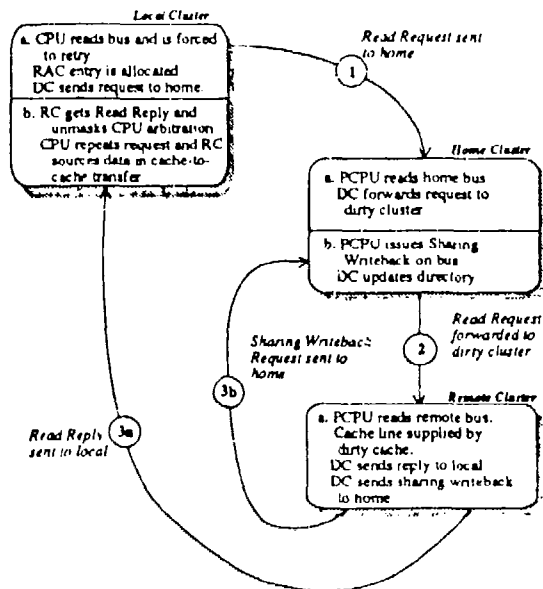 Local Cluster
a. CPU reads bus and is forced
to retry
RAC entry is allocated
DC sends request to home.
b. RC gets Read Reply and
unmasks CPU arbitration
CPU repeats request and RC
sources data in cache-to-
cache transfer
Read Request sent
to home
1
Home Cluster
a. PCPU reads home bus
DC forwards request to
dirty cluster
b. PCPU issues Sharing
Writeback on bus
DC updates directory
Read Request
forwarded to
dirty cluster
2
Sharing Writeback
Request sent to
home
3b
Remote Cluster
a. PCPU reads remote bus.
Cache line supplied by
dirty cache.
DC sends reply to local
DC sends sharing writeback
to home
Read Reply
sent to local
3a